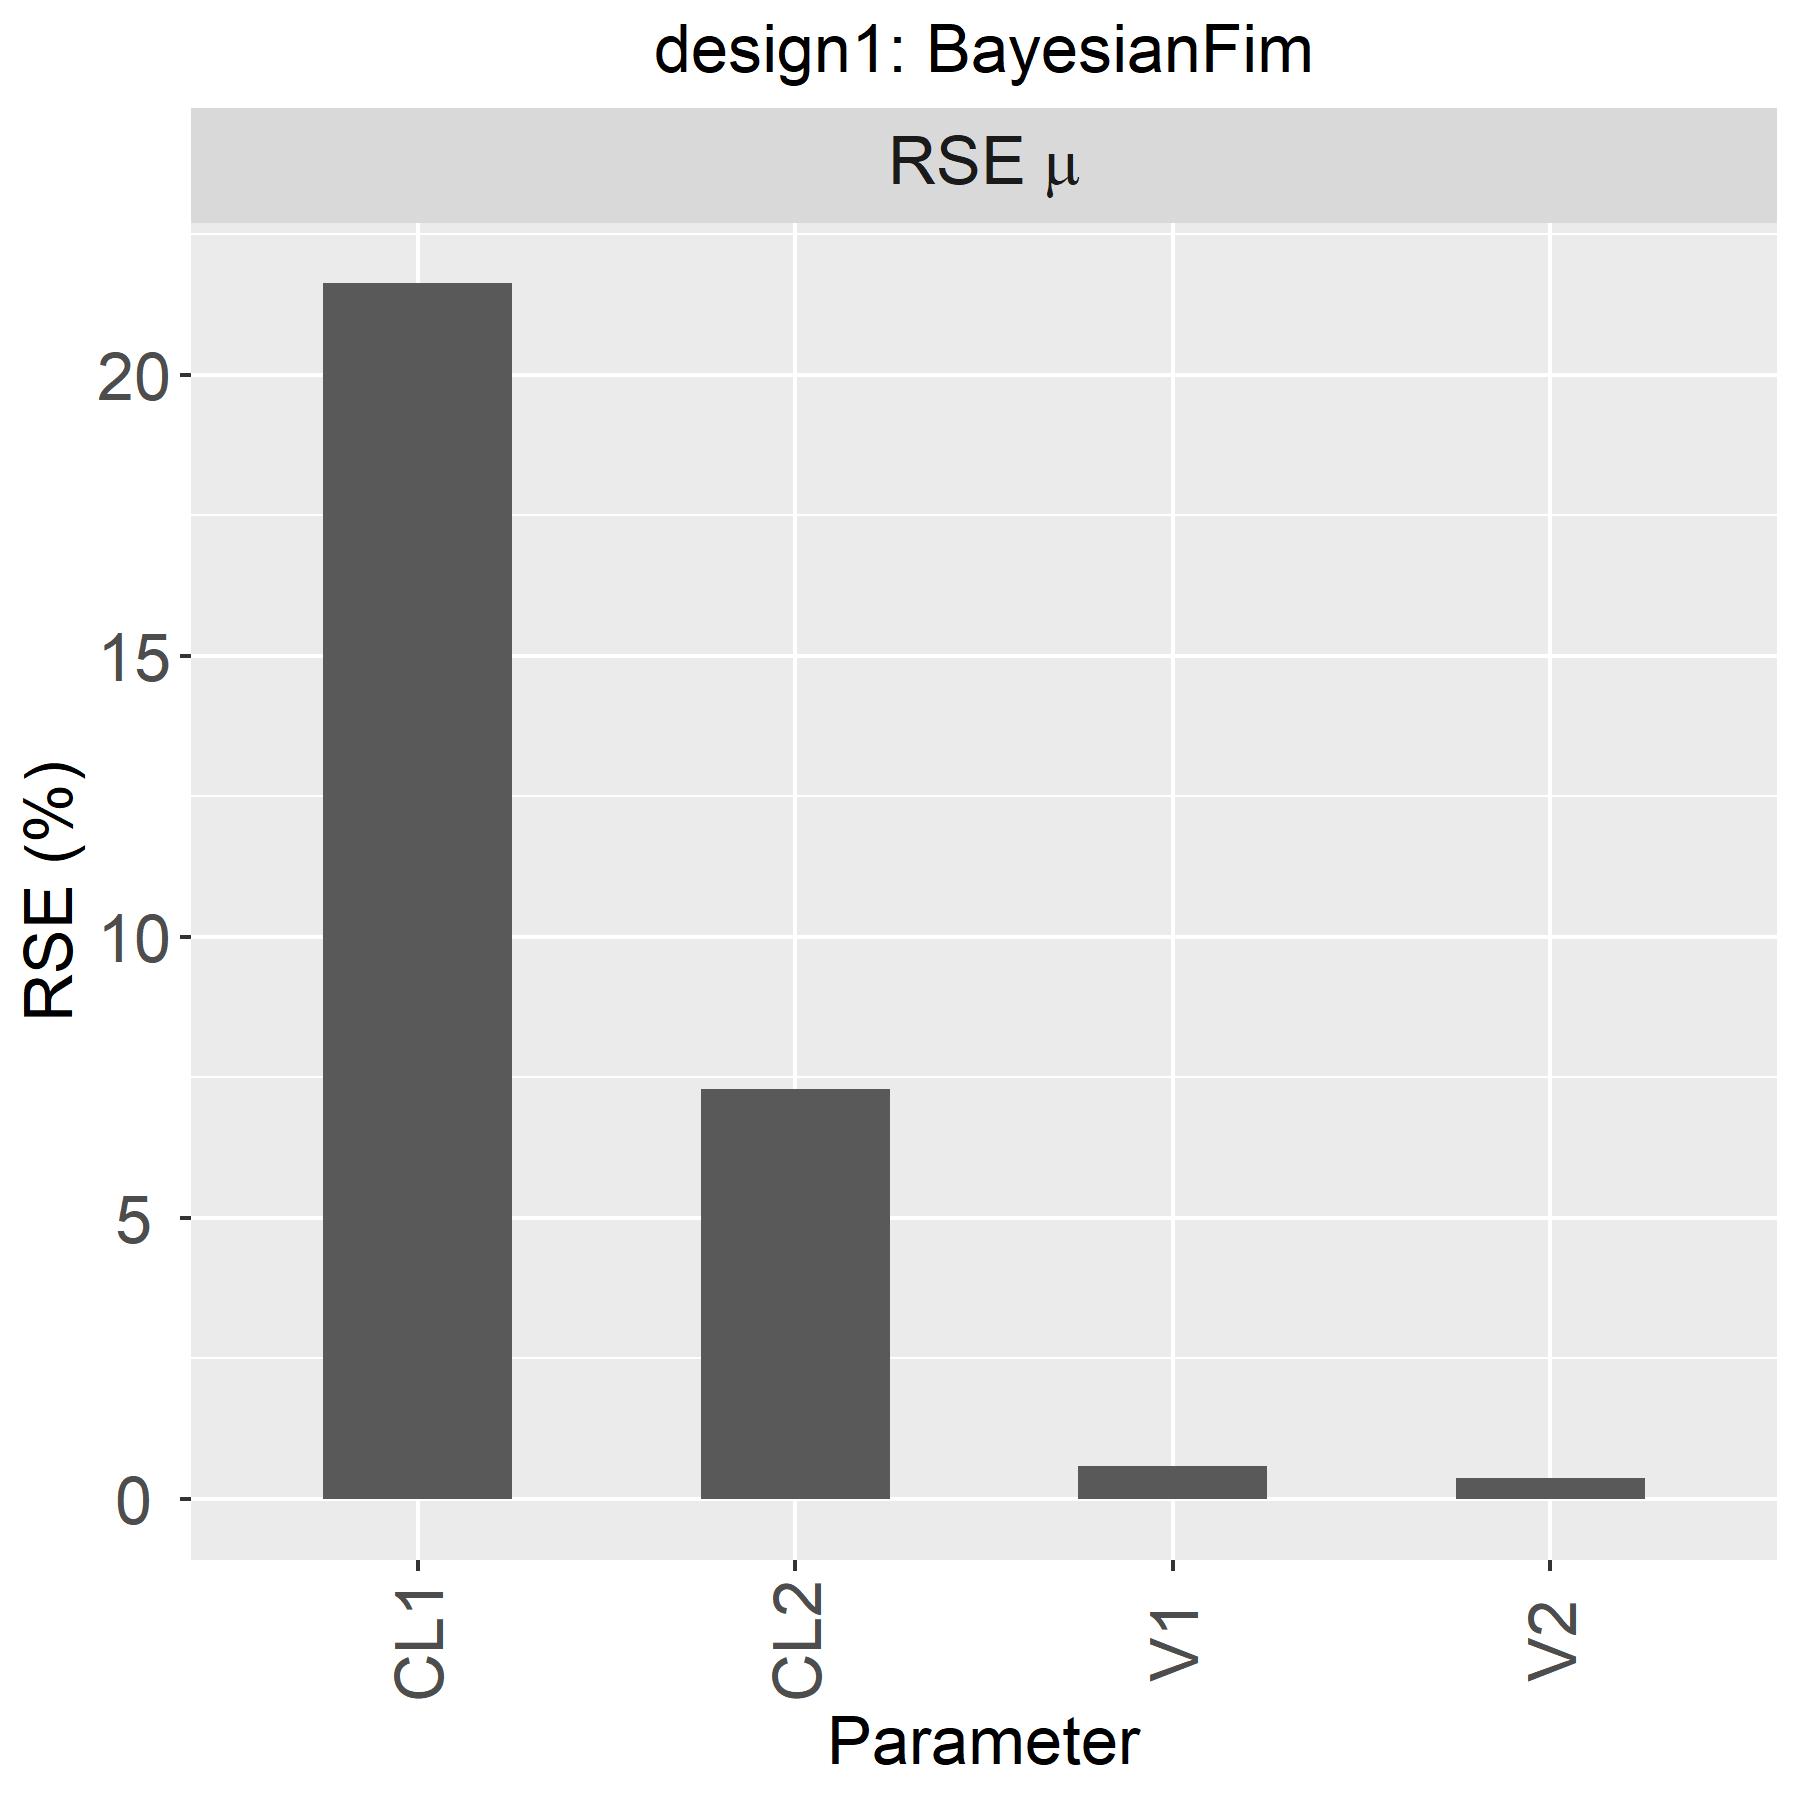 design1: BayesianFim
RSE μ
20
15
10
5
0
RSE (%)
CL1
CL2
V1
V2
Parameter